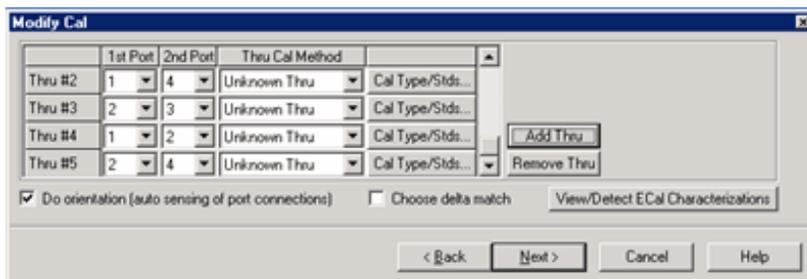 Modify Cal
1st Port 2nd Port Thru Cal Method
Thru #2 1 4 Unknown Thru Cal Type/Stds...
Thru #3 2 3 Unknown Thru Cal Type/Stds...
Thru #4 1 2 Unknown Thru Cal Type/Stds... Add Thru
Thru #5 2 4 Unknown Thru Cal Type/Stds... Remove Thru
Do orientation (auto sensing of port connections) Choose delta match View/Detect ECal Characterizations
< Back Next > Cancel Help